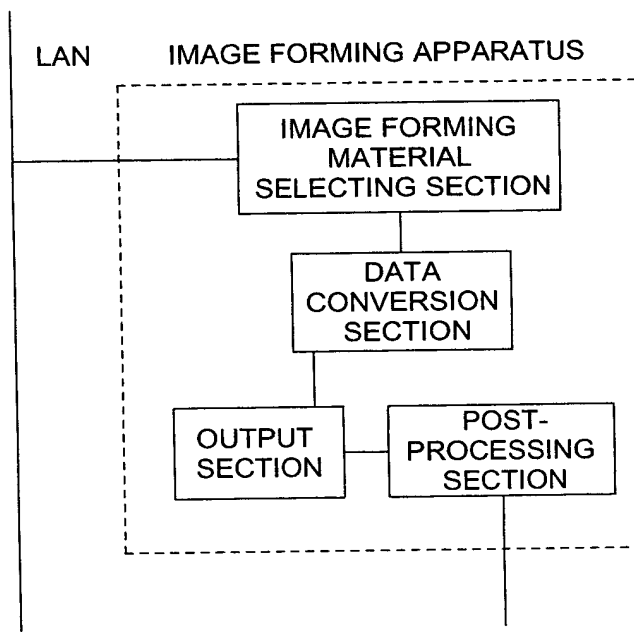 LAN IMAGE FORMING APPARATUS
IMAGE FORMING
MATERIAL
SELECTING SECTION
DATA
CONVERSION
SECTION
OUTPUT
SECTION
POST-
PROCESSING
SECTION